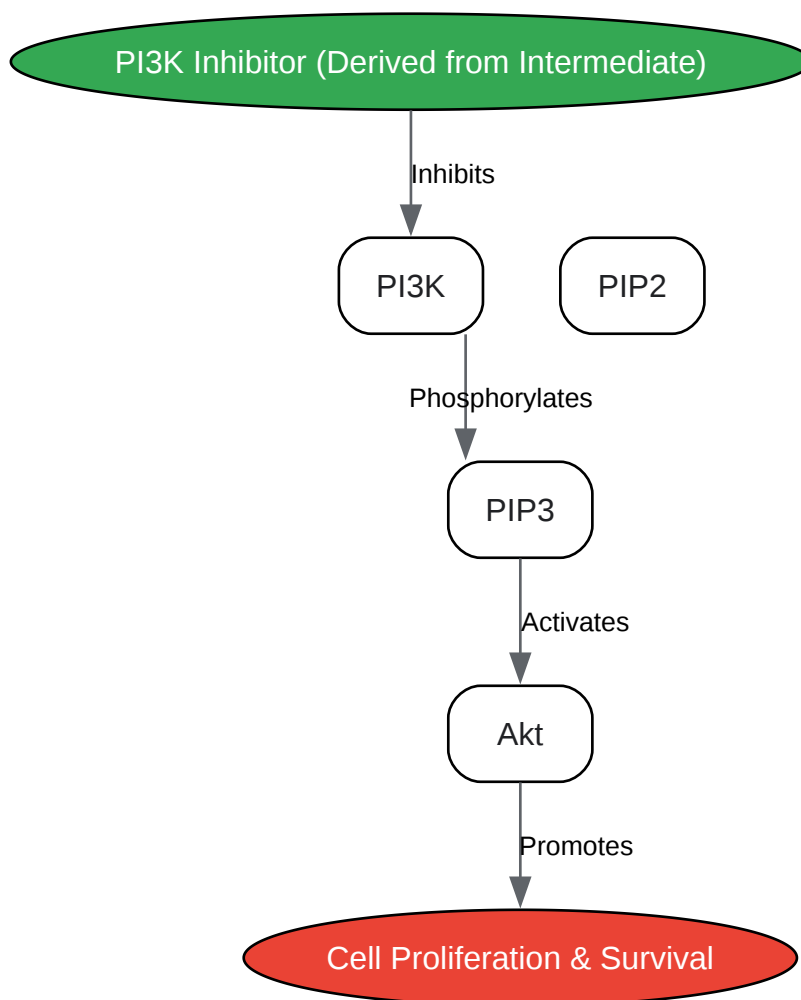 PI3K Inhibitor (Derived from Intermediate)
Inhibits
PI3K
PIP2
Phosphorylates
PIP3
Activates
Akt
Promotes
Cell Proliferation & Survival